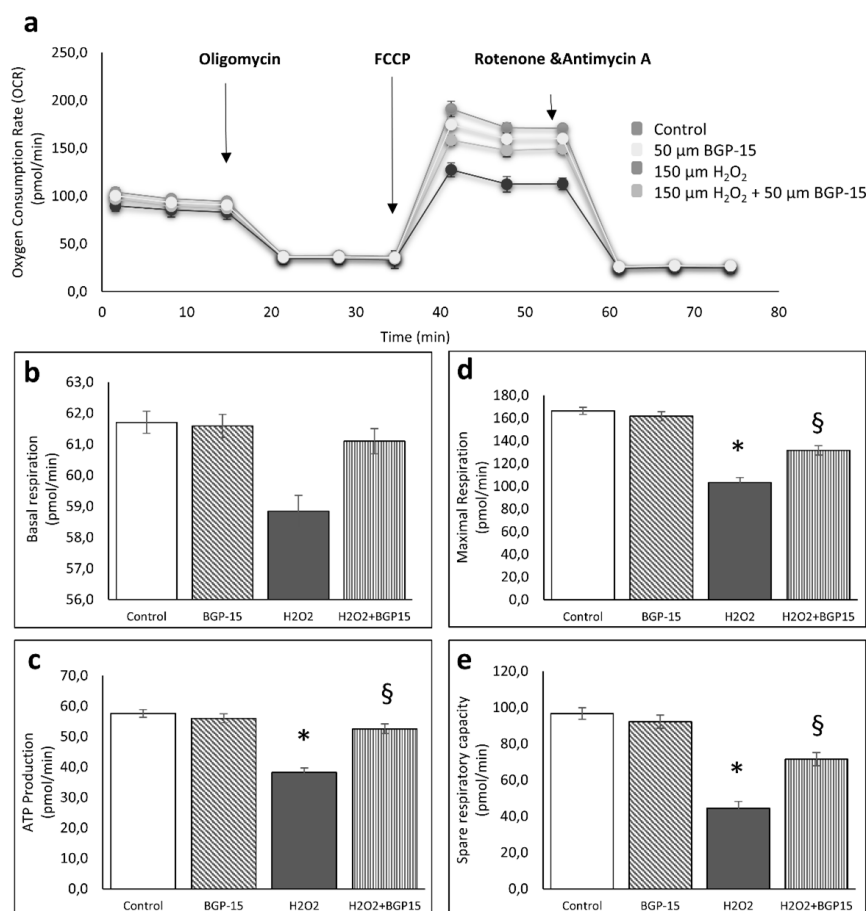 a
Oxygen Consumption Rate (OCR)
(pmol/min)
250,0
200,0
150,0
100,0
50,0
0,0
Oligomycin
FCCP
Rotenone &Antimycin A
Control
50 µm BGP-15
150 µm H₂O₂
150 µm H₂O₂ + 50 µm BGP-15
0 10 20 30 40 50 60 70 80
Time (min)
b
Basal respiration
(pmol/min)
63,0
62,0
61,0
60,0
59,0
58,0
57,0
56,0
Control BGP-15 H2O2 H2O2+BGP15
d
Maximal Respiration
(pmol/min)
180,0
160,0
140,0
120,0
100,0
80,0
60,0
40,0
20,0
0,0
*
§
Control BGP-15 H2O2 H2O2+BGP15
c
ATP Production
(pmol/min)
70,0
60,0
50,0
40,0
30,0
20,0
10,0
0,0
*
§
Control BGP-15 H2O2 H2O2+BGP15
e
Spare respiratory capacity
(pmol/min)
120,0
100,0
80,0
60,0
40,0
20,0
0,0
*
§
Control BGP-15 H2O2 H2O2+BGP15